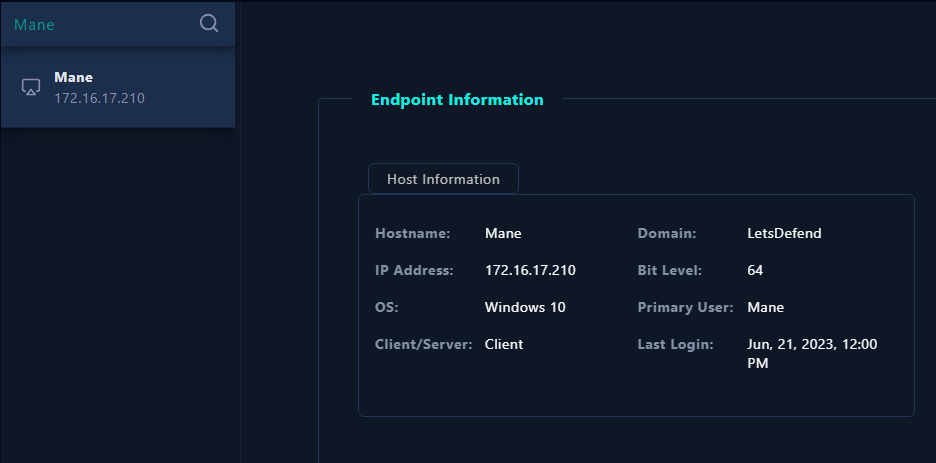 Mane
Mane
172.16.17.210
Endpoint Information
Host Information
Hostname: Mane Domain: LetsDefend
IP Address: 172.16.17.210 Bit Level: 64
OS: Windows 10 Primary User: Mane
Client/Server: Client Last Login: Jun, 21, 2023, 12:00
PM